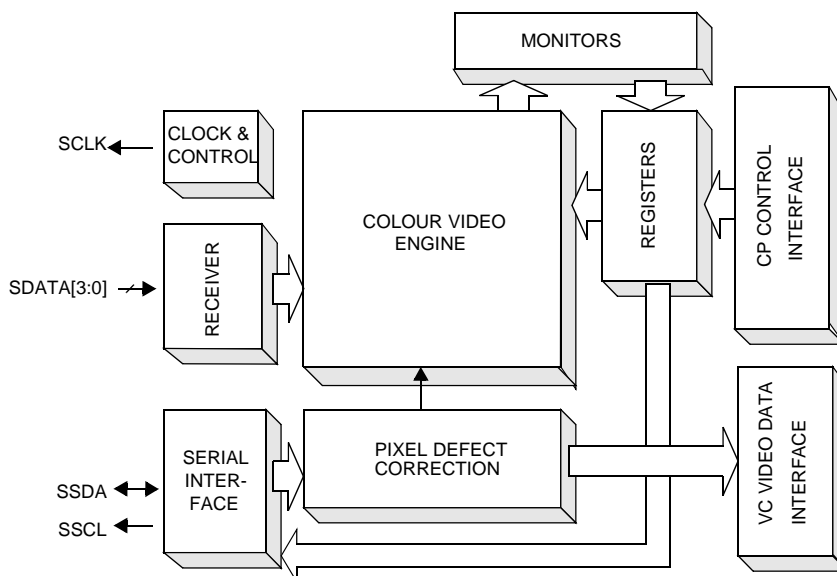 MONITORS
SCLK
CLOCK &
CONTROL
COLOUR VIDEO
ENGINE
REGISTERS
CP CONTROL
INTERFACE
SDATA[3:0]
RECEIVER
SERIAL
INTER-
FACE
PIXEL DEFECT
CORRECTION
VC VIDEO DATA
INTERFACE
SSDA
SSCL